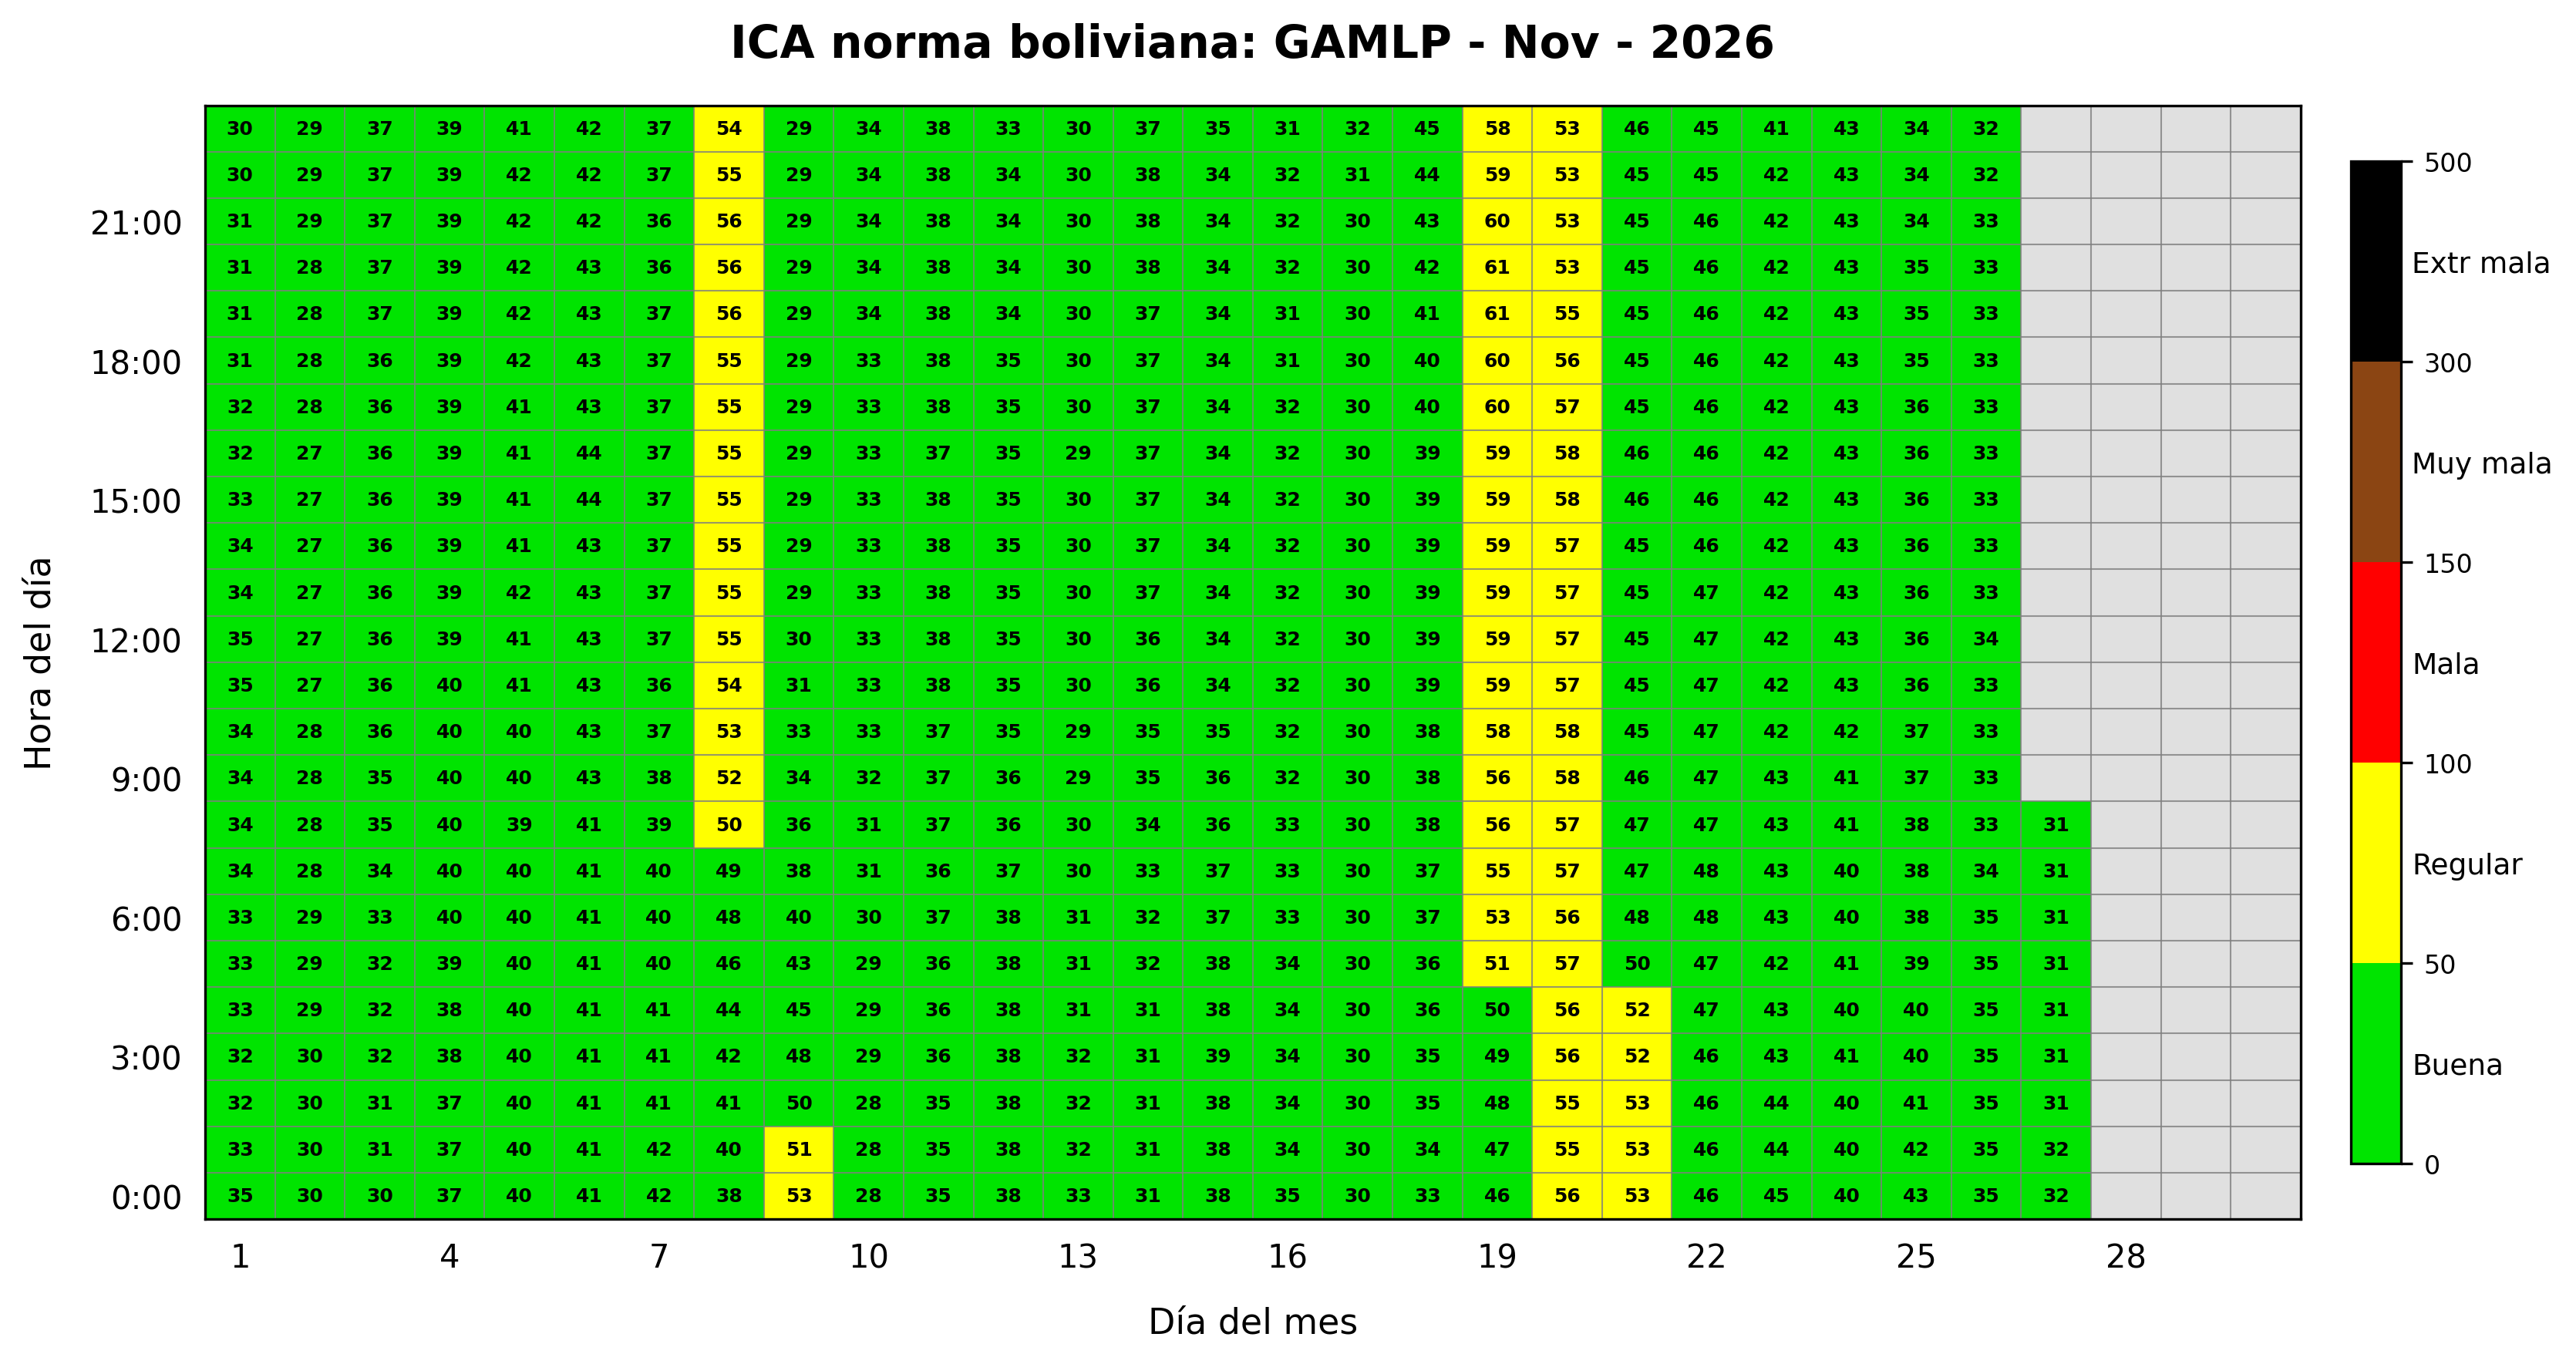 ICA norma boliviana: GAMLP - Nov - 2026
30 29 37 39 41 42 37 54 29 34 38 33 30 37 35 31 32 45 58 53 46 45 41 43 34 32
30 29 37 39 42 42 37 55 29 34 38 34 30 38 34 32 31 44 59 53 45 45 42 43 34 32
21:00 31 29 37 39 42 42 36 56 29 34 38 34 30 38 34 32 30 43 60 53 45 46 42 43 34 33
31 28 37 39 42 43 36 56 29 34 38 34 30 38 34 32 30 42 61 53 45 46 42 43 35 33
31 28 37 39 42 43 37 56 29 34 38 34 30 37 34 31 30 41 61 55 45 46 42 43 35 33
18:00 31 28 36 39 42 43 37 55 29 33 38 35 30 37 34 31 30 40 60 56 45 46 42 43 35 33
32 28 36 39 41 43 37 55 29 33 38 35 30 37 34 32 30 40 60 57 45 46 42 43 36 33
32 27 36 39 41 44 37 55 29 33 37 35 29 37 34 32 30 39 59 58 46 46 42 43 36 33
15:00 33 27 36 39 41 44 37 55 29 33 38 35 30 37 34 32 30 39 59 58 46 46 42 43 36 33
34 27 36 39 41 43 37 55 29 33 38 35 30 37 34 32 30 39 59 57 45 46 42 43 36 33
34 27 36 39 42 43 37 55 29 33 38 35 30 37 34 32 30 39 59 57 45 47 42 43 36 33
12:00 35 27 36 39 41 43 37 55 30 33 38 35 30 36 34 32 30 39 59 57 45 47 42 43 36 34
35 27 36 40 41 43 36 54 31 33 38 35 30 36 34 32 30 39 59 57 45 47 42 43 36 33
34 28 36 40 40 43 37 53 33 33 37 35 29 35 35 32 30 38 58 58 45 47 42 42 37 33
9:00 34 28 35 40 40 43 38 52 34 32 37 36 29 35 36 32 30 38 56 58 46 47 43 41 37 33
34 28 35 40 39 41 39 50 36 31 37 36 30 34 36 33 30 38 56 57 47 47 43 41 38 33 31
34 28 34 40 40 41 40 49 38 31 36 37 30 33 37 33 30 37 55 57 47 48 43 40 38 34 31
6:00 33 29 33 40 40 41 40 48 40 30 37 38 31 32 37 33 30 37 53 56 48 48 43 40 38 35 31
33 29 32 39 40 41 40 46 43 29 36 38 31 32 38 34 30 36 51 57 50 47 42 41 39 35 31
33 29 32 38 40 41 41 44 45 29 36 38 31 31 38 34 30 36 50 56 52 47 43 40 40 35 31
3:00 32 30 32 38 40 41 41 42 48 29 36 38 32 31 39 34 30 35 49 56 52 46 43 41 40 35 31
32 30 31 37 40 41 41 41 50 28 35 38 32 31 38 34 30 35 48 55 53 46 44 40 41 35 31
33 30 31 37 40 41 42 40 51 28 35 38 32 31 38 34 30 34 47 55 53 46 44 40 42 35 32
0:00 35 30 30 37 40 41 42 38 53 28 35 38 33 31 38 35 30 33 46 56 53 46 45 40 43 35 32
1 4 7 10 13 16 19 22 25 28
Día del mes
Hora del día
500
Extr mala
300
Muy mala
150
Mala
100
Regular
50
Buena
0